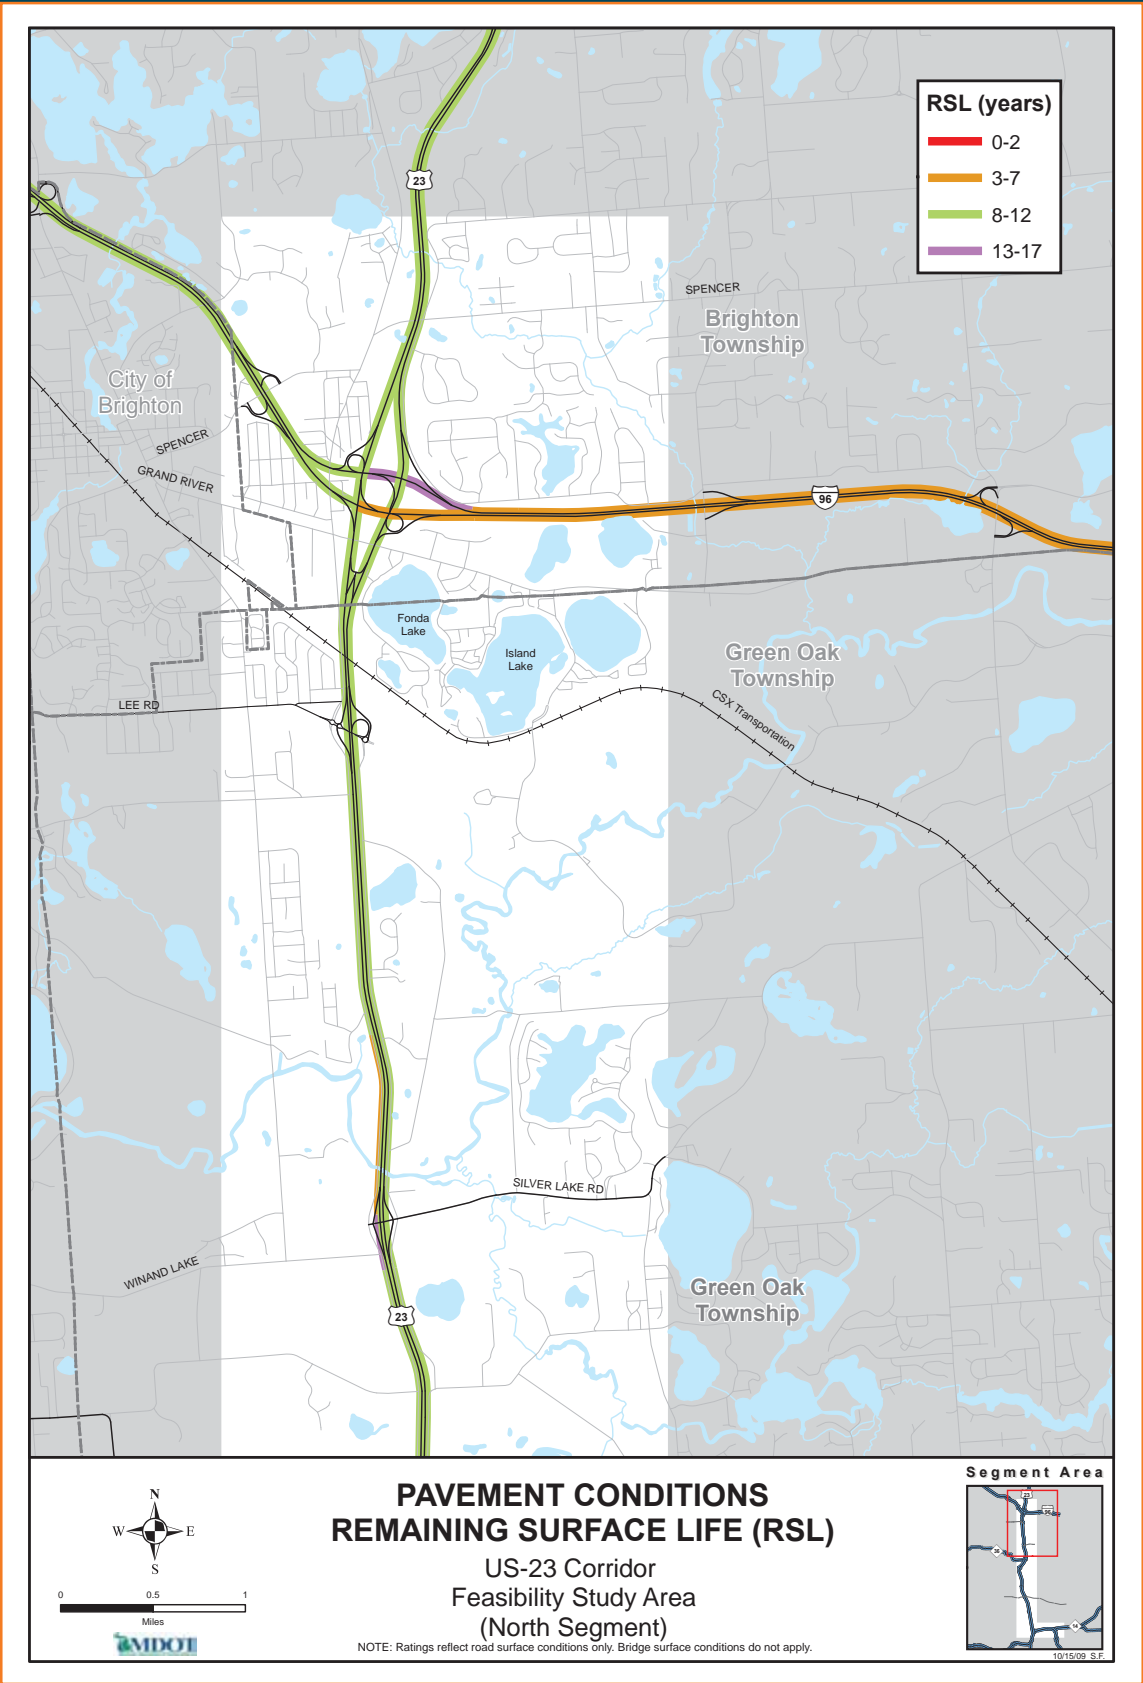 RSL (years)
0-2
3-7
8-12
13-17
23
SPENCER
Brighton
Township
City of
Brighton
SPENCER
GRAND RIVER
96
Fonda
Lake
Island
Lake
Green Oak
Township
LEE RD
CSX Transportation
SILVER LAKE RD
WINAND LAKE
Green Oak
Township
23
PAVEMENT CONDITIONS
REMAINING SURFACE LIFE (RSL)
US-23 Corridor
Feasibility Study Area
(North Segment)
NOTE: Ratings reflect road surface conditions only. Bridge surface conditions do not apply.
N
W E
S
0 0.5 1
Miles
MDOT
Segment Area
23
96
36
14
10/15/09 S.F.